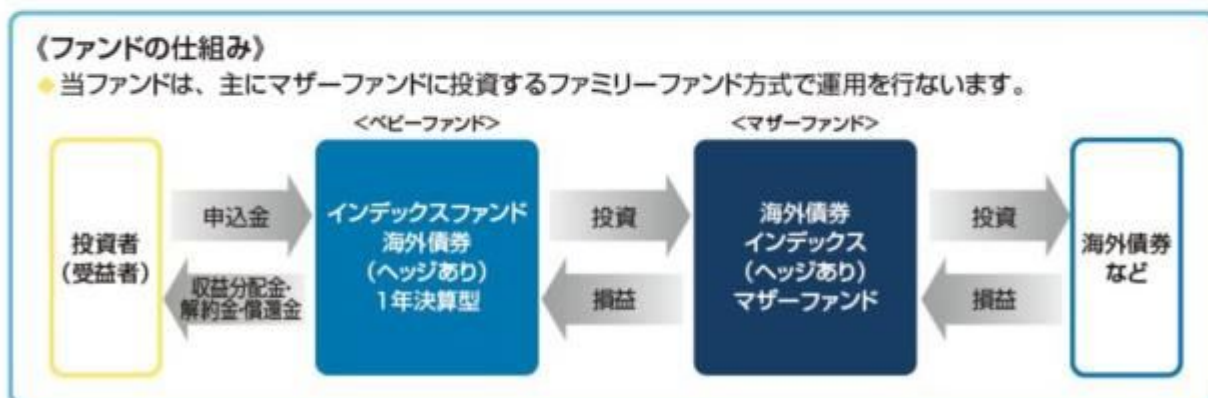 《ファンドの仕組み》
◆当ファンドは、主にマザーファンドに投資するファミリーファンド方式で運用を行ないます。
<ベビーファンド>
<マザーファンド>
投資者
(受益者)
申込金
収益分配金・
解約金・償還金
インデックスファンド
海外債券
(ヘッジあり)
1年決算型
投資
損益
海外債券
インデックス
(ヘッジあり)
マザーファンド
投資
損益
海外債券
など